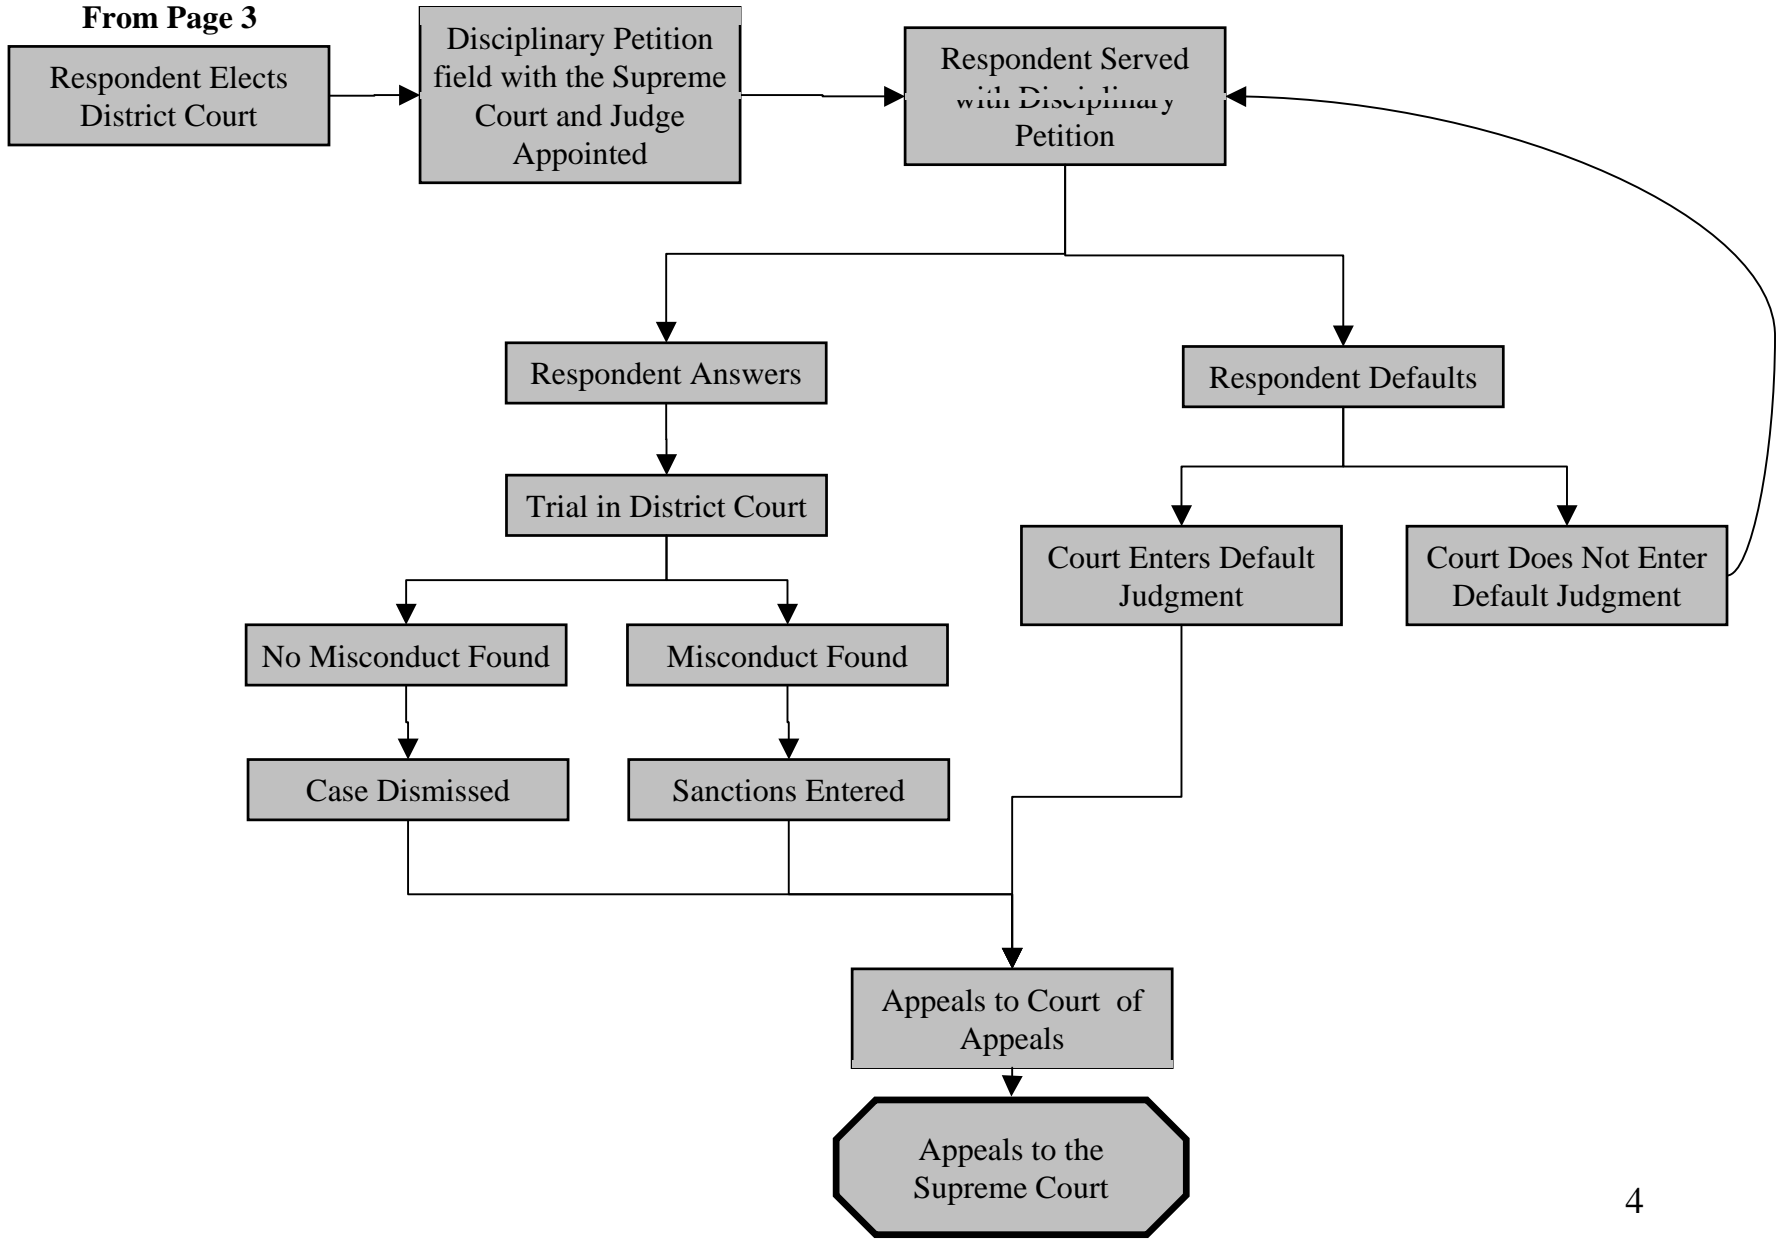 From Page 3
Respondent Elects
District Court
Disciplinary Petition
field with the Supreme
Court and Judge
Appointed
Respondent Served
with Disciplinary
Petition
Respondent Answers
Respondent Defaults
Trial in District Court
Court Enters Default
Judgment
Court Does Not Enter
Default Judgment
No Misconduct Found
Misconduct Found
Case Dismissed
Sanctions Entered
Appeals to Court of
Appeals
Appeals to the
Supreme Court
4